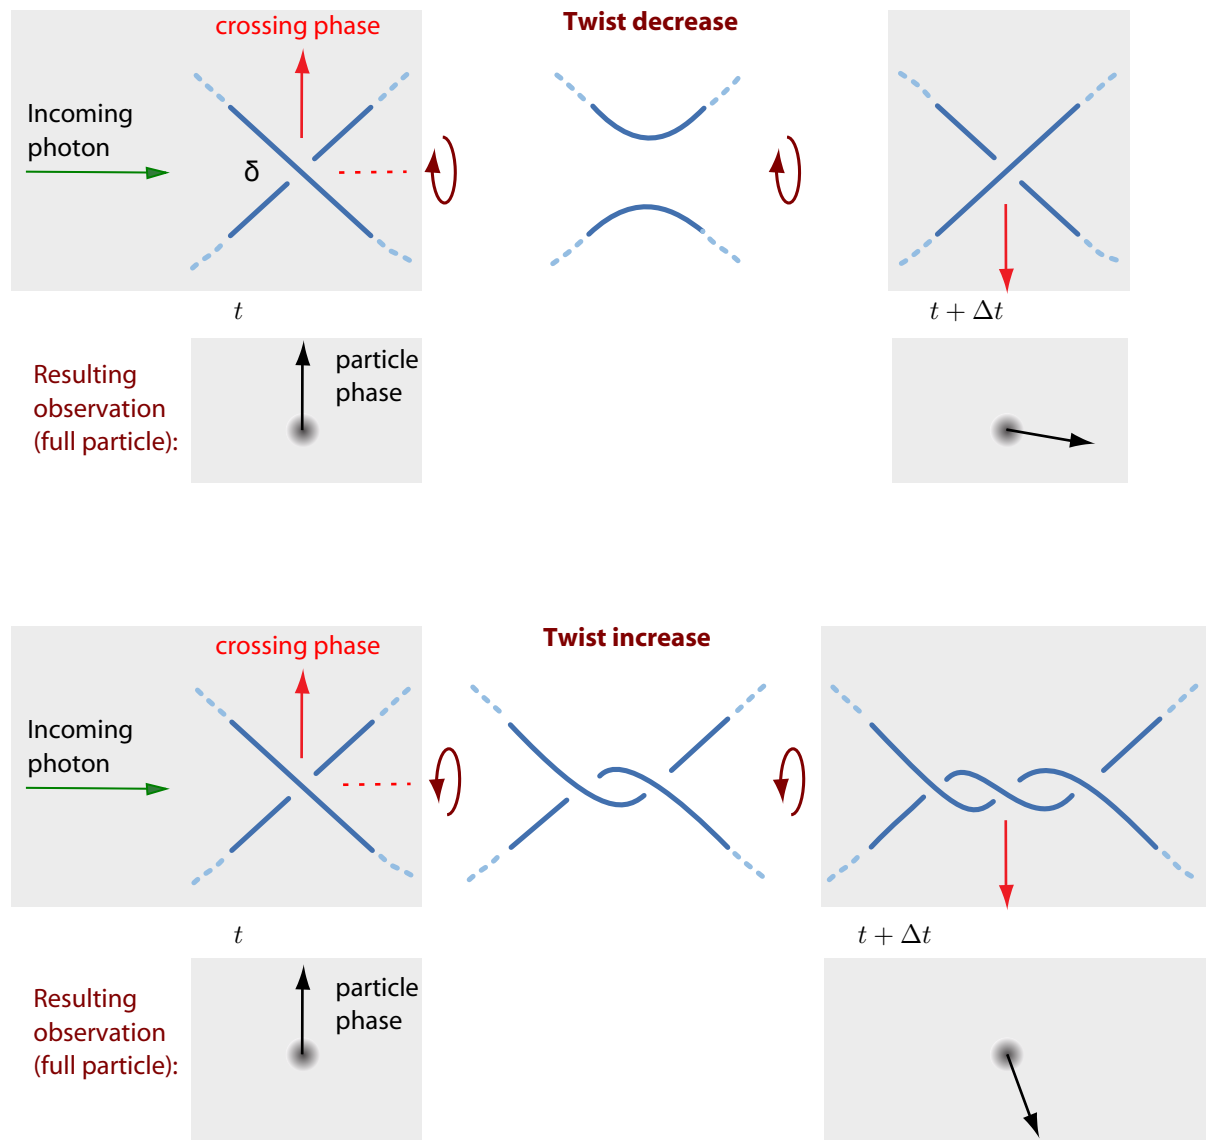 crossing phase
Twist decrease
Incoming
photon
δ
t
t + Δt
Resulting
observation
(full particle):
particle
phase
crossing phase
Twist increase
Incoming
photon
t
t + Δt
Resulting
observation
(full particle):
particle
phase